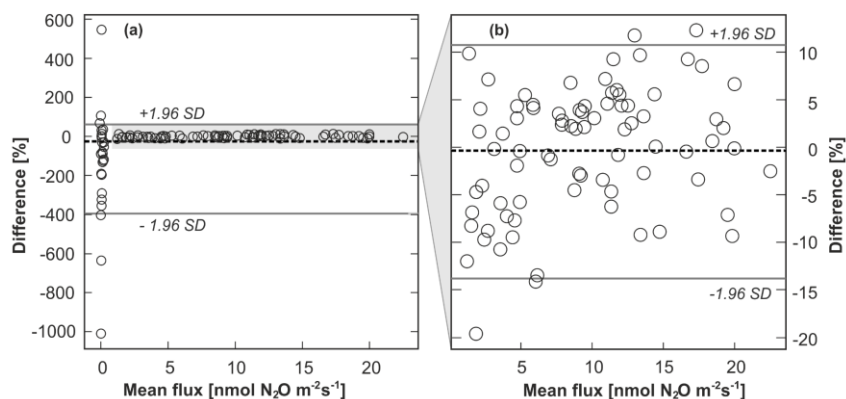 (a)
600
400
200
0
-200
-400
-600
-800
-1000
Difference [%]
+1.96 SD
- 1.96 SD
0 5 10 15 20
Mean flux [nmol N₂O m⁻²s⁻¹]
(b)
+1.96 SD
-1.96 SD
10
5
0
-5
-10
-15
-20
Difference [%]
5 10 15 20
Mean flux [nmol N₂O m⁻²s⁻¹]